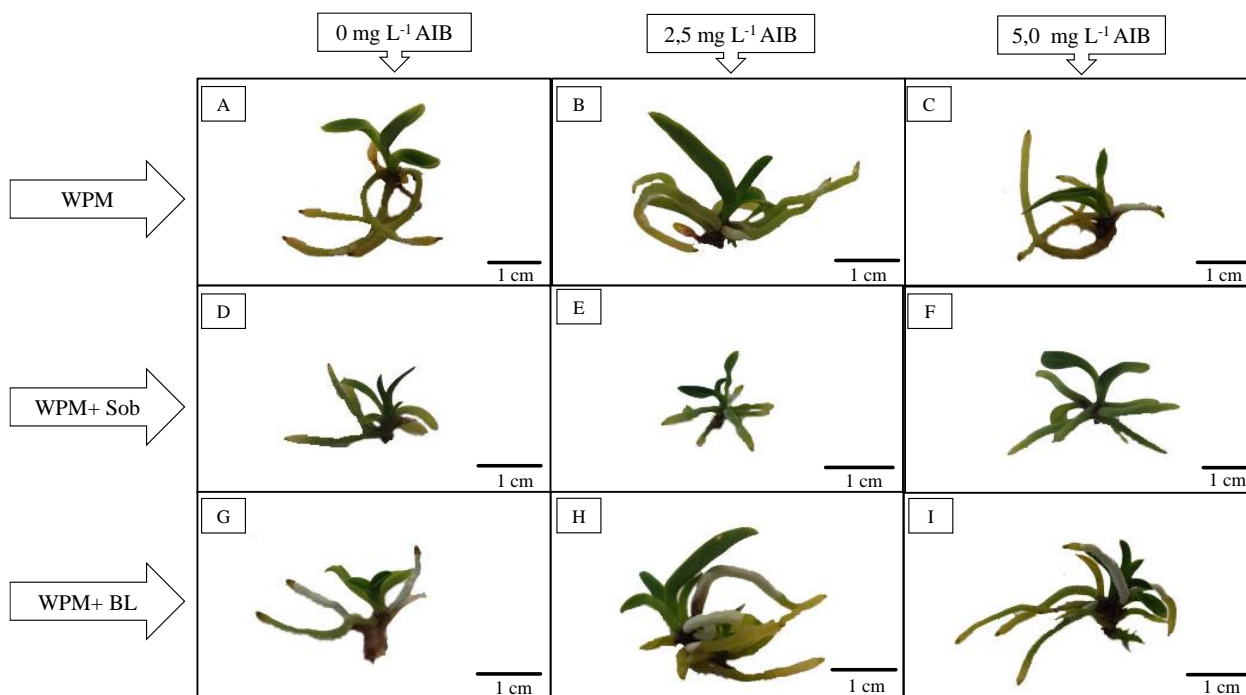 0 mg L⁻¹ AIB
2,5 mg L⁻¹ AIB
5,0 mg L⁻¹ AIB
WPM
A
B
C
1 cm
1 cm
1 cm
WPM+ Sob
D
E
F
1 cm
1 cm
1 cm
WPM+ BL
G
H
I
1 cm
1 cm
1 cm